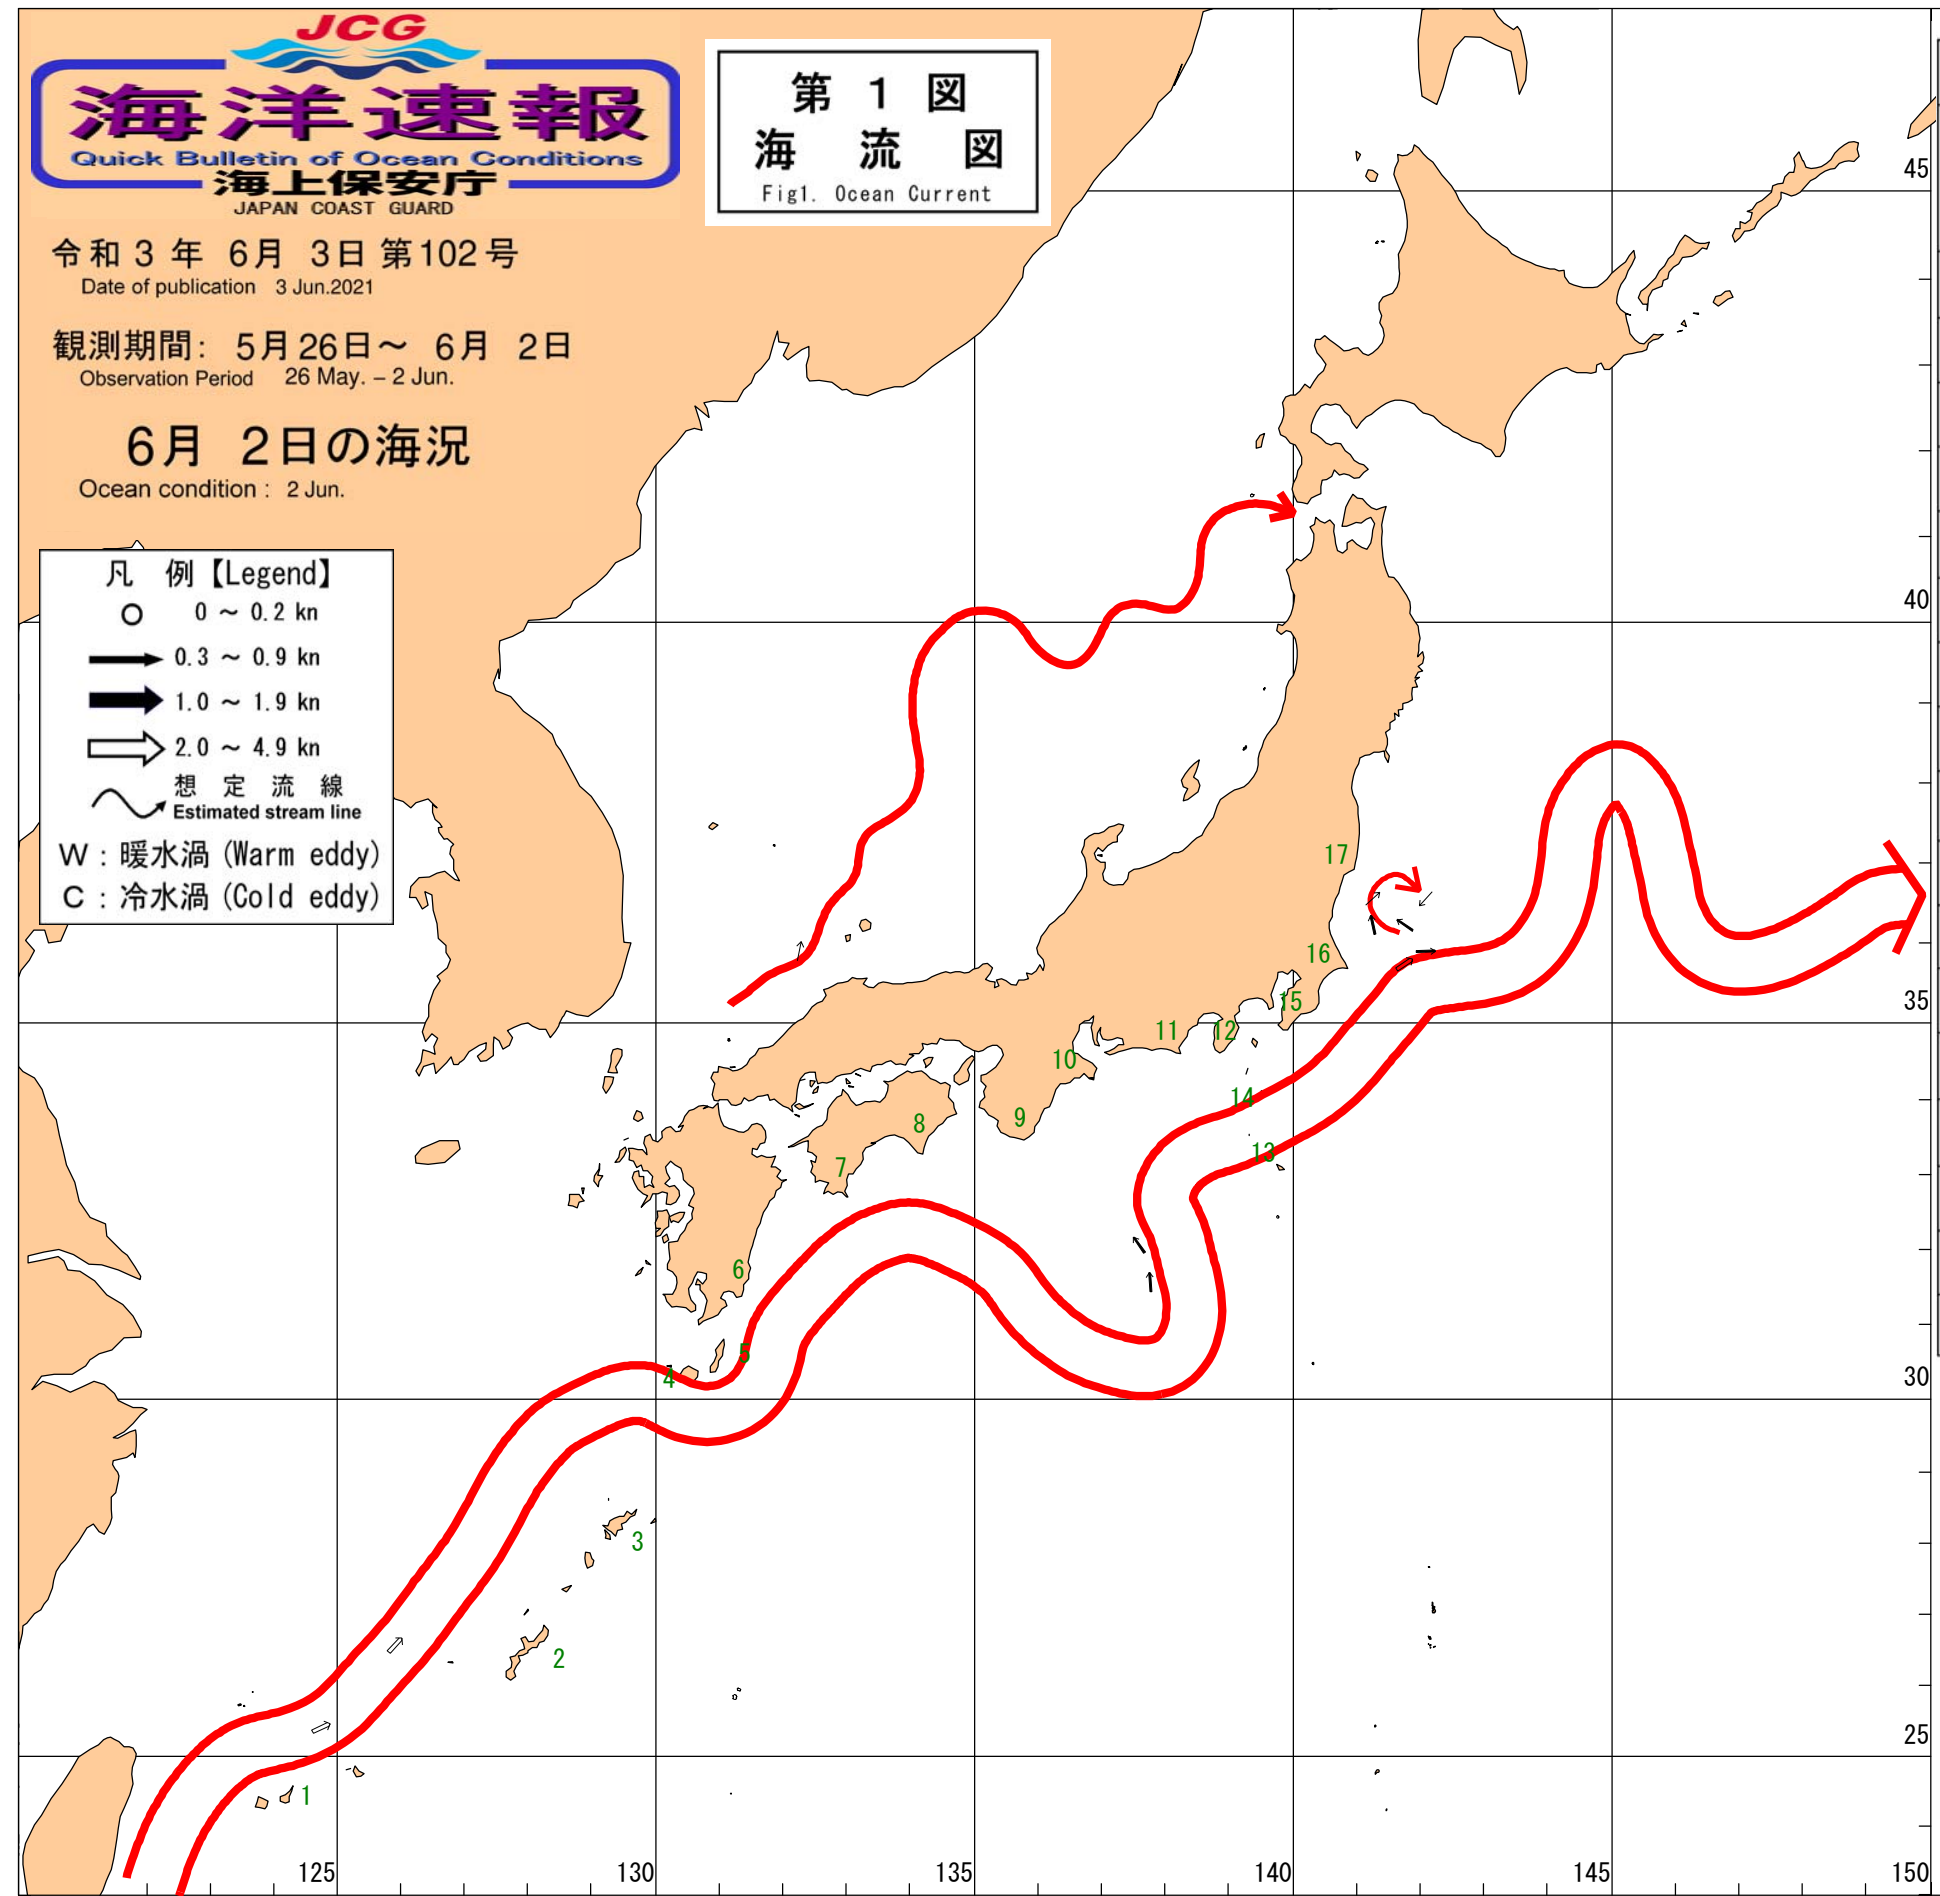 JCG
海洋速報
Quick Bulletin of Ocean Conditions
海上保安庁
JAPAN COAST GUARD
令和 3 年 6月 3日 第102号
Date of publication 3 Jun.2021
観測期間: 5月26日～ 6月 2日
Observation Period 26 May. – 2 Jun.
6月 2日の海況
Ocean condition : 2 Jun.
第 1 図
海 流 図
Fig1. Ocean Current
凡 例【Legend】
0 ～ 0.2 kn
0.3 ～ 0.9 kn
1.0 ～ 1.9 kn
2.0 ～ 4.9 kn
想 定 流 線
Estimated stream line
W : 暖水渦 (Warm eddy)
C : 冷水渦 (Cold eddy)
45
40
35
30
25
17
16
15
11
12
10
14
9
8
13
7
6
5
4
3
2
1
125
130
135
140
145
150